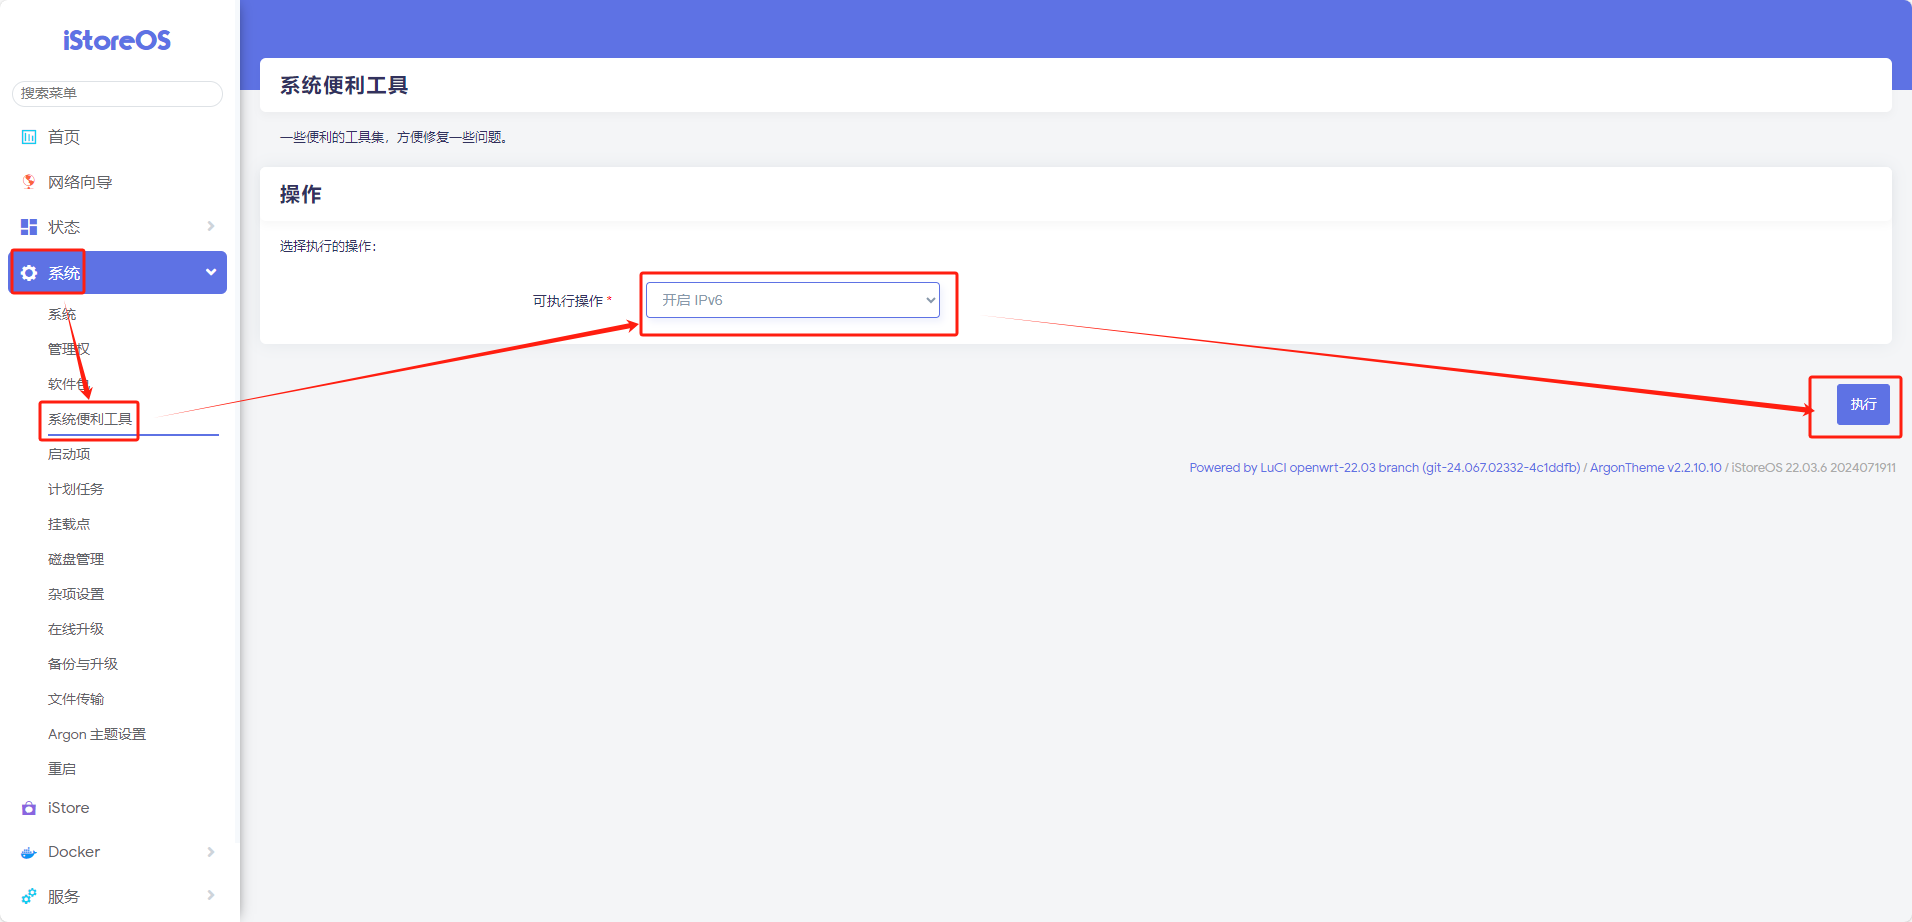 iStoreOS
搜索菜单
首页
网络向导
状态
系统
系统
管理权
软件包
系统便利工具
启动项
计划任务
挂载点
磁盘管理
杂项设置
在线升级
备份与升级
文件传输
Argon 主题设置
重启
iStore
Docker
服务
系统便利工具
一些便利的工具集，方便修复一些问题。
操作
选择执行的操作：
可执行操作 *
开启 IPv6
执行
Powered by LuCI openwrt-22.03 branch (git-24.067.02332-4c1ddfb) / ArgonTheme v2.2.10.10 / iStoreOS 22.03.6 2024071911